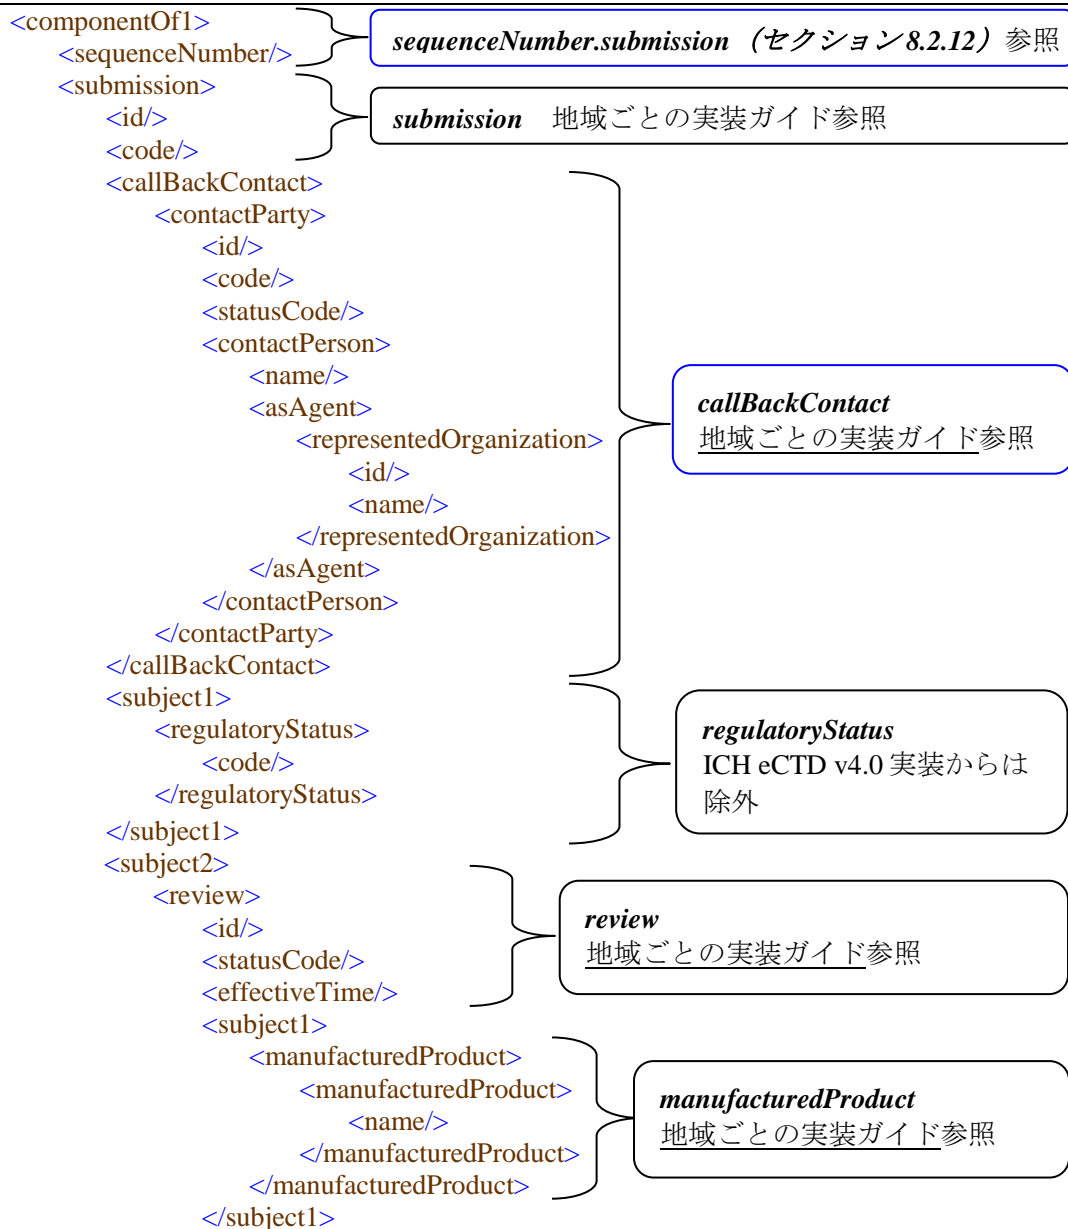 <componentOf1>
<sequenceNumber/>
sequenceNumber.submission（セクション 8.2.12）参照
<submission>
<id/>
<code/>
submission　地域ごとの実装ガイド参照
<callBackContact>
<contactParty>
<id/>
<code/>
<statusCode/>
<contactPerson>
<name/>
<asAgent>
<representedOrganization>
<id/>
<name/>
</representedOrganization>
</asAgent>
</contactPerson>
</contactParty>
</callBackContact>
callBackContact
地域ごとの実装ガイド参照
<subject1>
<regulatoryStatus>
<code/>
</regulatoryStatus>
</subject1>
regulatoryStatus
ICH eCTD v4.0 実装からは
除外
<subject2>
<review>
<id/>
<statusCode/>
<effectiveTime/>
review
地域ごとの実装ガイド参照
<subject1>
<manufacturedProduct>
<manufacturedProduct>
<name/>
</manufacturedProduct>
</manufacturedProduct>
manufacturedProduct
地域ごとの実装ガイド参照
</subject1>